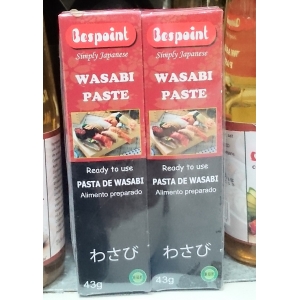 Bespoint
Simply Japanese
WASABI
PASTE
Ready to use
PASTA DE WASABI
Alimento preparado
わさび
43g
Bespoint
Simply Japanese
WASABI
PASTE
Ready to use
PASTA DE WASABI
Alimento preparado
わさび
43g